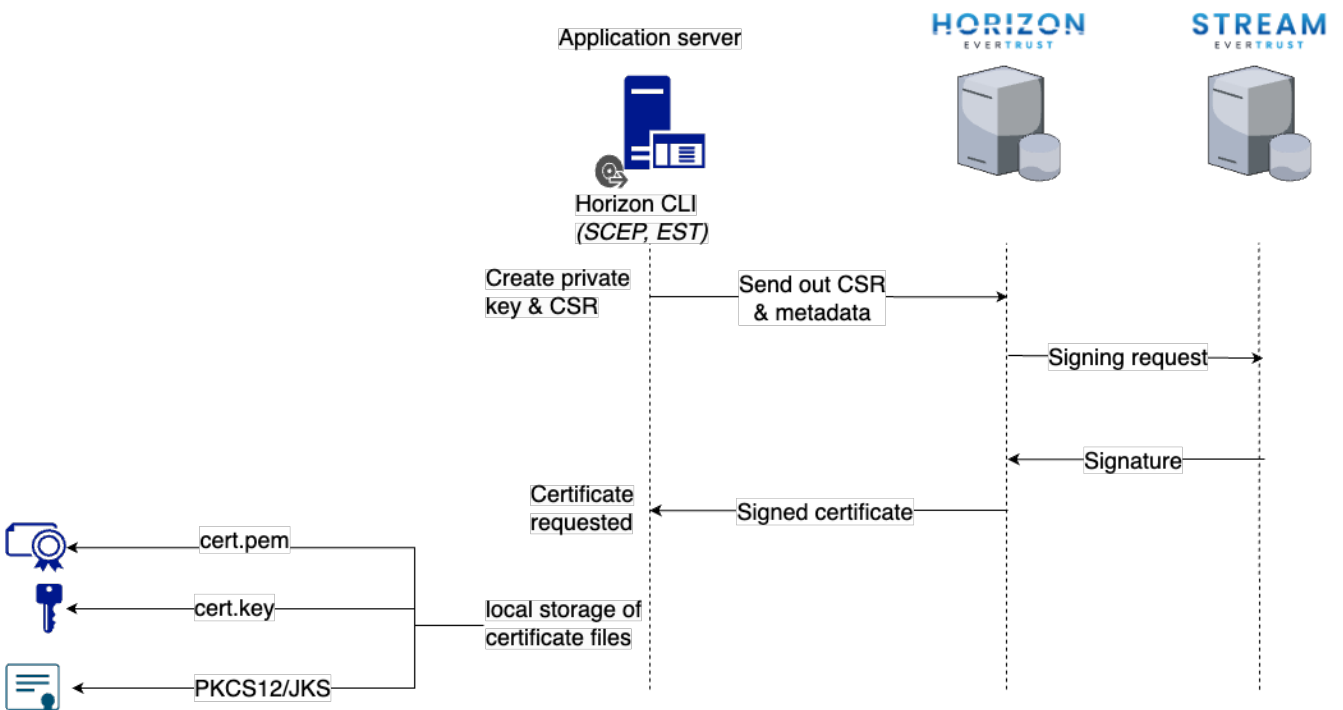 Application server
HORIZON
EVERTRUST
STREAM
EVERTRUST
Horizon CLI
(SCEP, EST)
Create private
key & CSR
Send out CSR
& metadata
Signing request
Signature
Certificate
requested
Signed certificate
cert.pem
cert.key
local storage of
certificate files
PKCS12/JKS